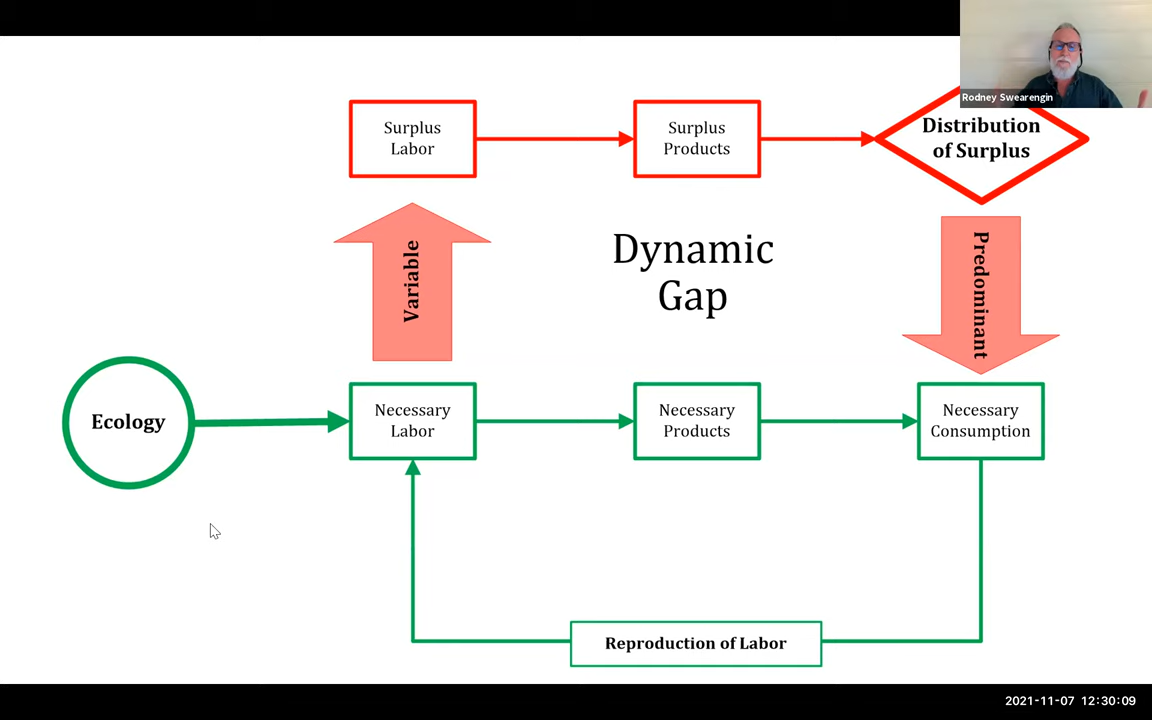 Rodney Swearengin
Surplus
Labor
Surplus
Products
Distribution
of Surplus
Variable
Dynamic
Gap
Predominant
Ecology
Necessary
Labor
Necessary
Products
Necessary
Consumption
Reproduction of Labor
2021-11-07 12:30:09